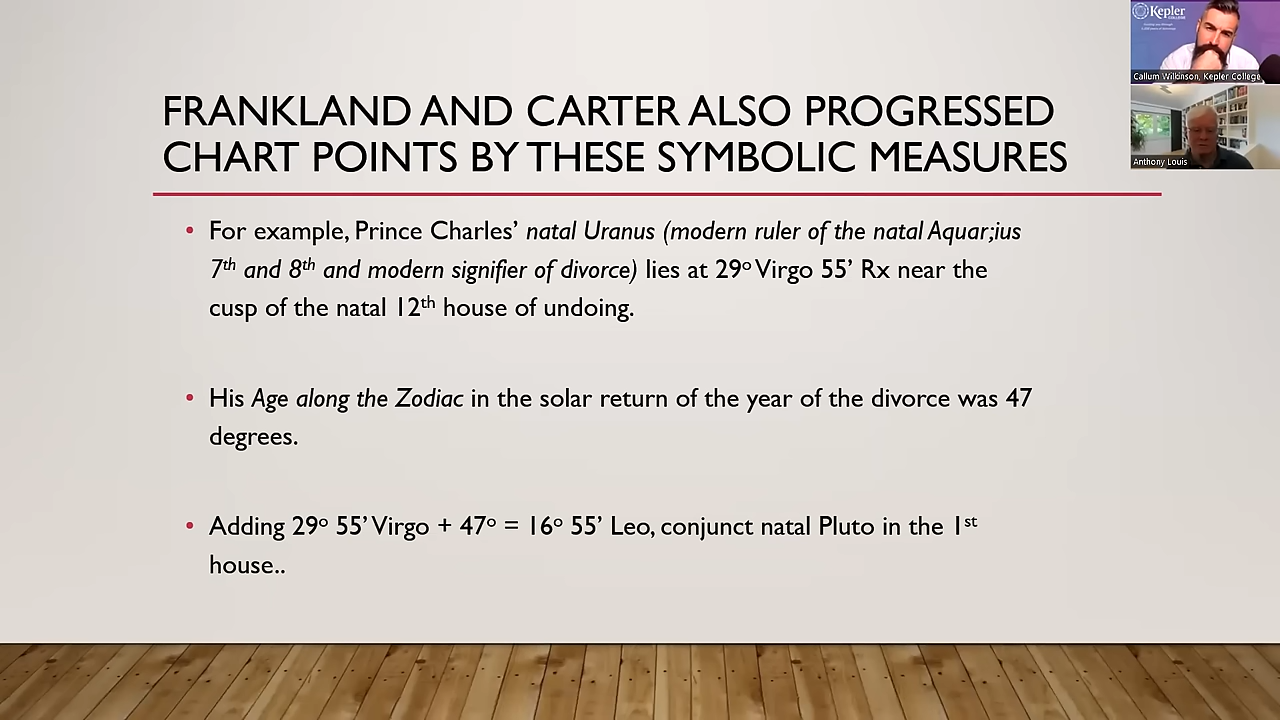 Kepler
COLLEGE
Callum Wilkinson, Kepler College
Anthony Louis
FRANKLAND AND CARTER ALSO PROGRESSED
CHART POINTS BY THESE SYMBOLIC MEASURES
• For example, Prince Charles’ natal Uranus (modern ruler of the natal Aquar;ius
7th and 8th and modern signifier of divorce) lies at 29o Virgo 55’ Rx near the
cusp of the natal 12th house of undoing.
• His Age along the Zodiac in the solar return of the year of the divorce was 47
degrees.
• Adding 29o 55’ Virgo + 47o = 16o 55’ Leo, conjunct natal Pluto in the 1st
house..